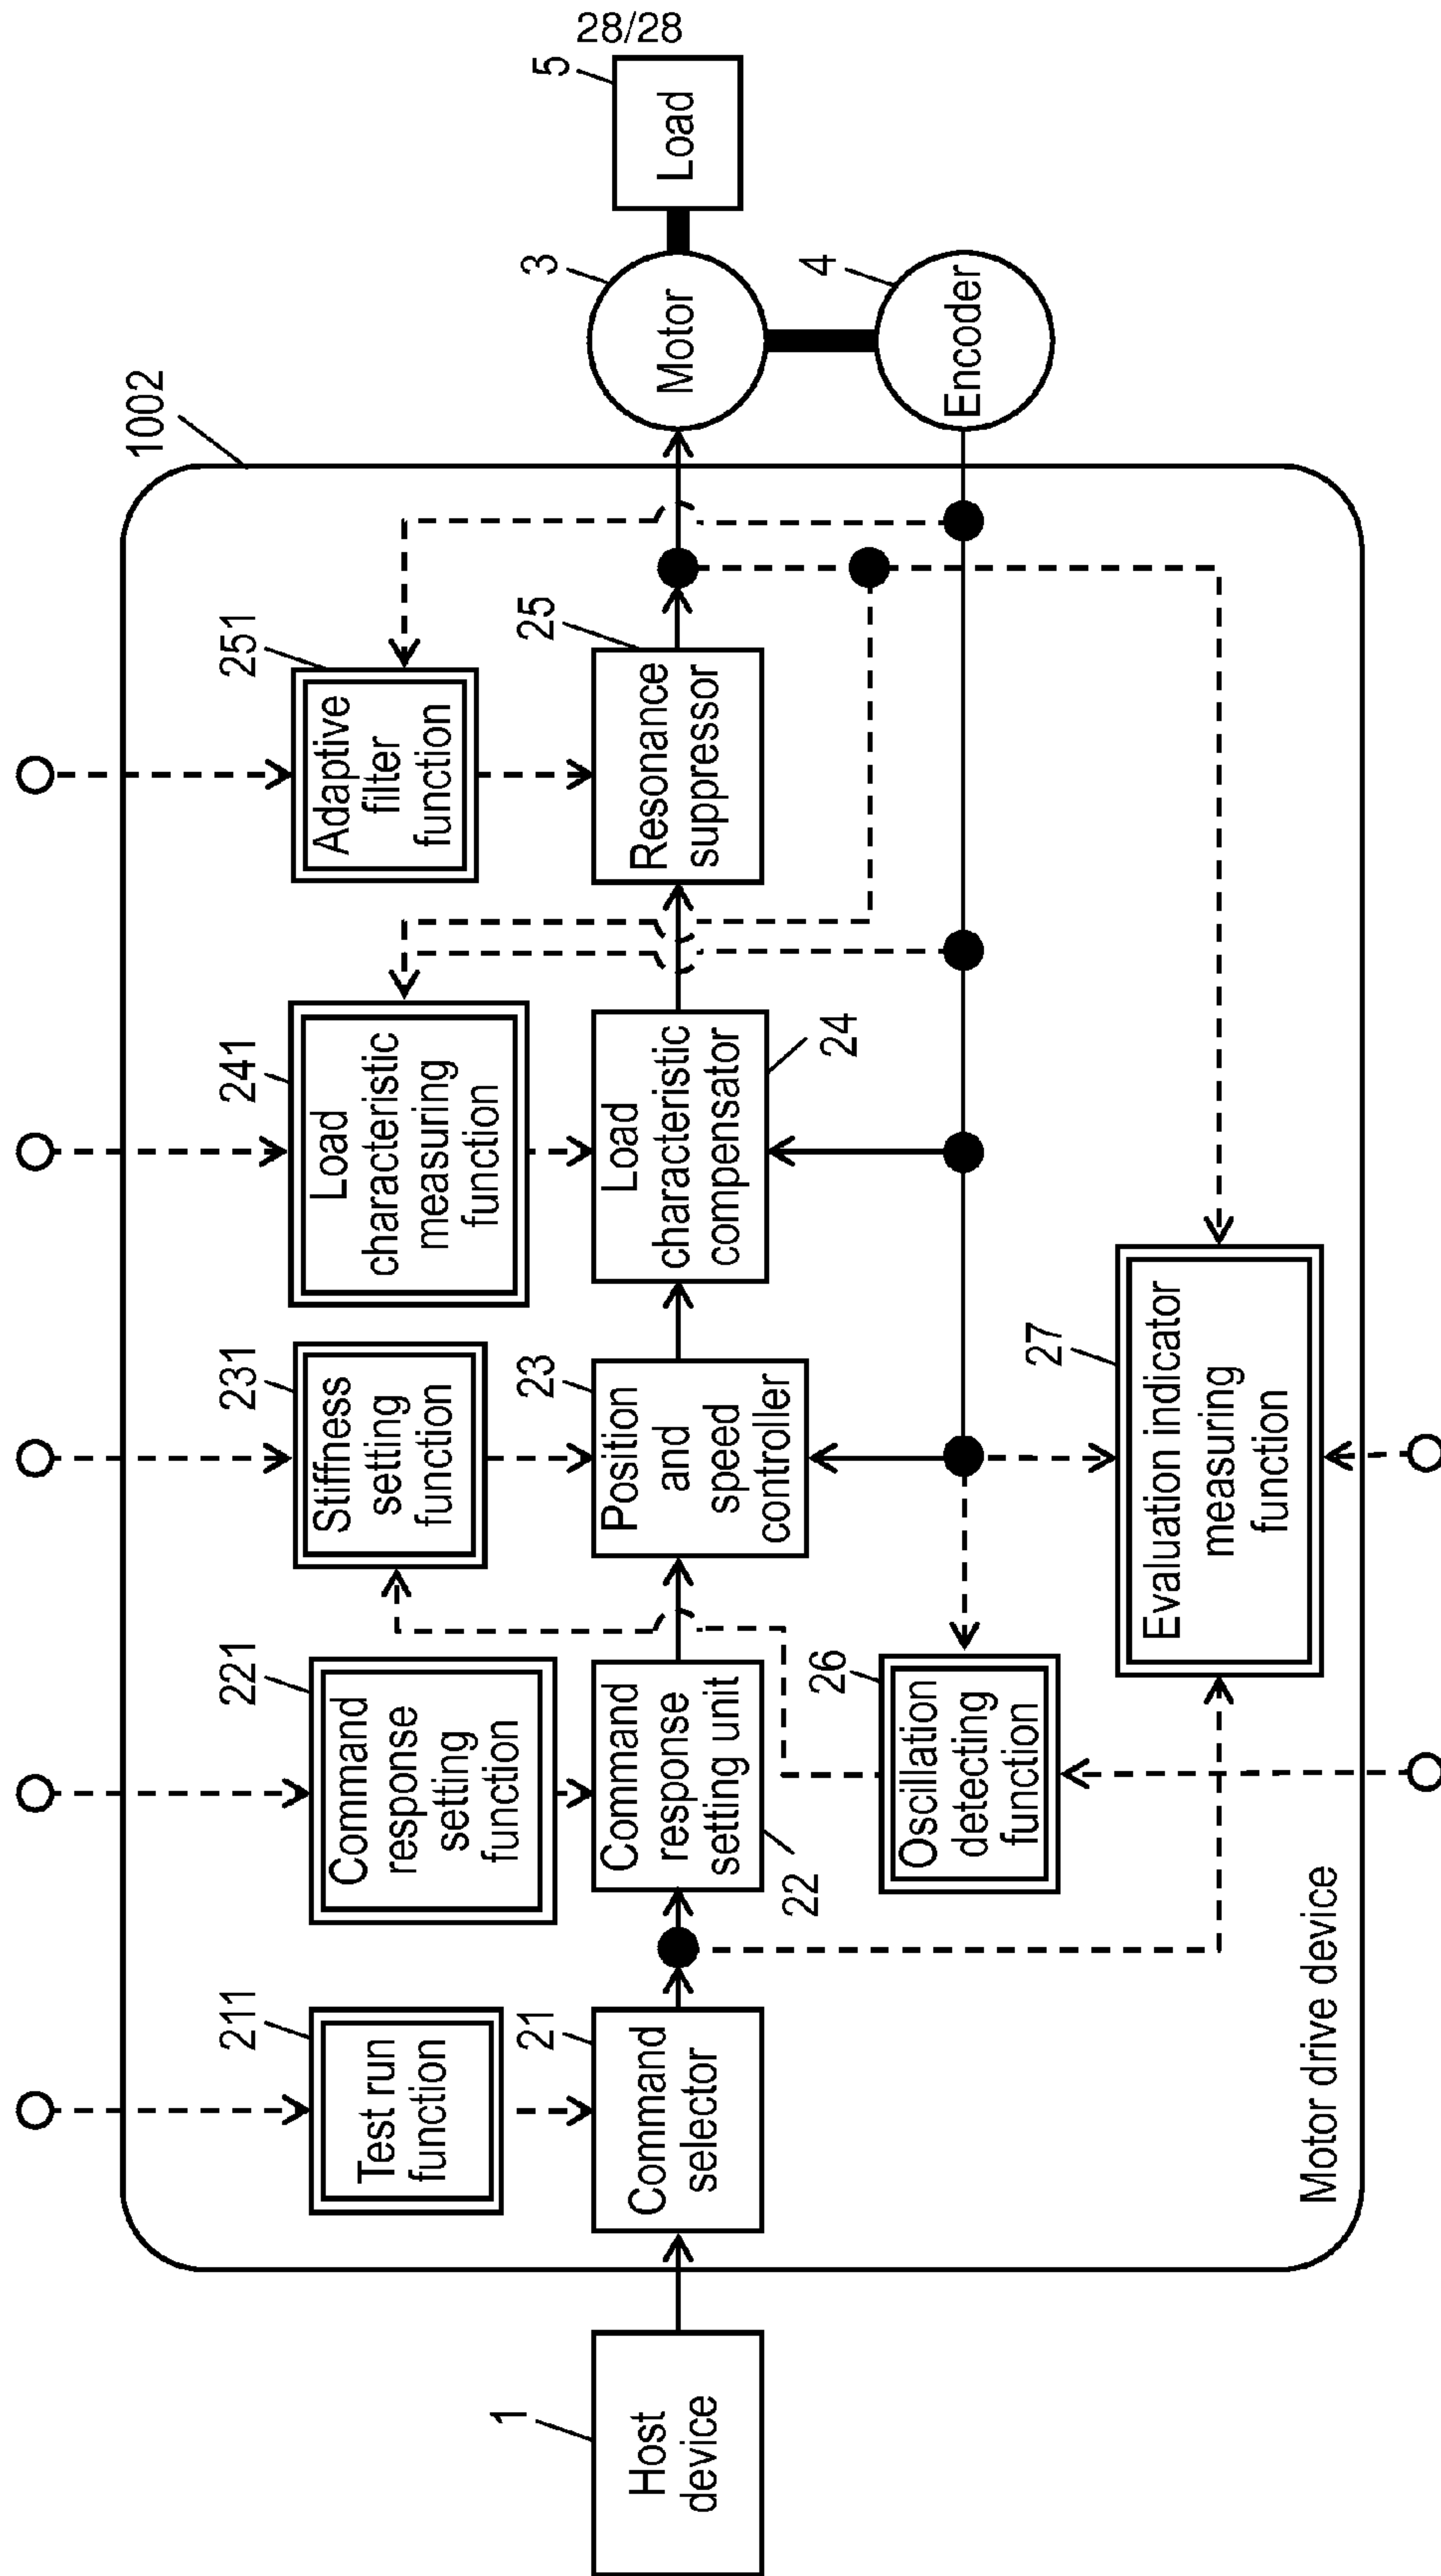 28/28
1002
211
Test run
function
221
Command
response
setting
function
231
Stiffness
setting
function
241
Load
characteristic
measuring
function
251
Adaptive
filter
function
1
Host
device
21
Command
selector
22
Command
response
setting unit
23
Position
and
speed
controller
24
Load
characteristic
compensator
25
Resonance
suppressor
3
Motor
5
Load
4
Encoder
26
Oscillation
detecting
function
27
Evaluation indicator
measuring
function
Motor drive device